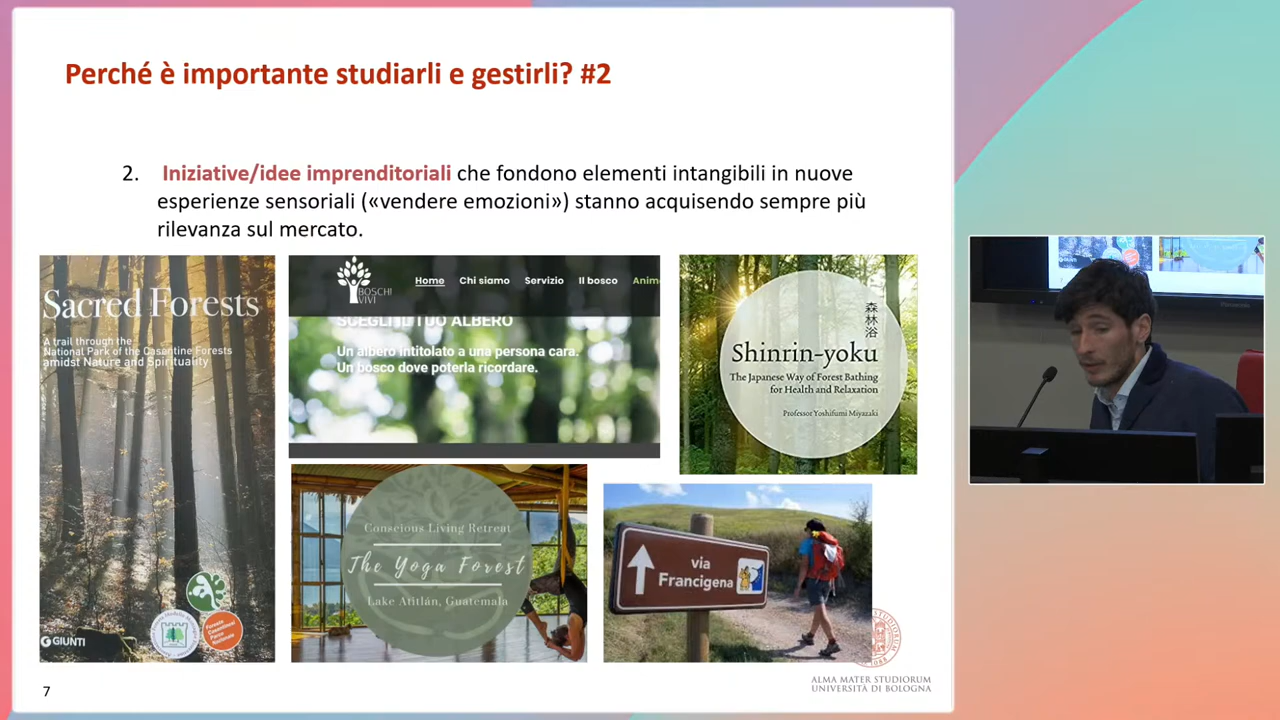 Perché è importante studiarli e gestirli? #2
2. Iniziative/idee imprenditoriali che fondono elementi intangibili in nuove
esperienze sensoriali («vendere emozioni») stanno acquisendo sempre più
rilevanza sul mercato.
Sacred Forests
A trail through the
National Park of the Casentine Forests
amidst Nature and Spirituality
GIUNTI
BOSCHI
VIVI
Home Chi siamo Servizio Il bosco Anim
SCEGLI IL TUO ALBERO
Un albero intitolato a una persona cara.
Un bosco dove poterla ricordare.
森林浴
Shinrin-yoku
The Japanese Way of Forest Bathing
for Health and Relaxation
Professor Yoshifumi Miyazaki
Conscious Living Retreat
The Yoga Forest
Lake Atitlán, Guatemala
via
Francigena
7
ALMA MATER STUDIORUM
UNIVERSITÀ DI BOLOGNA